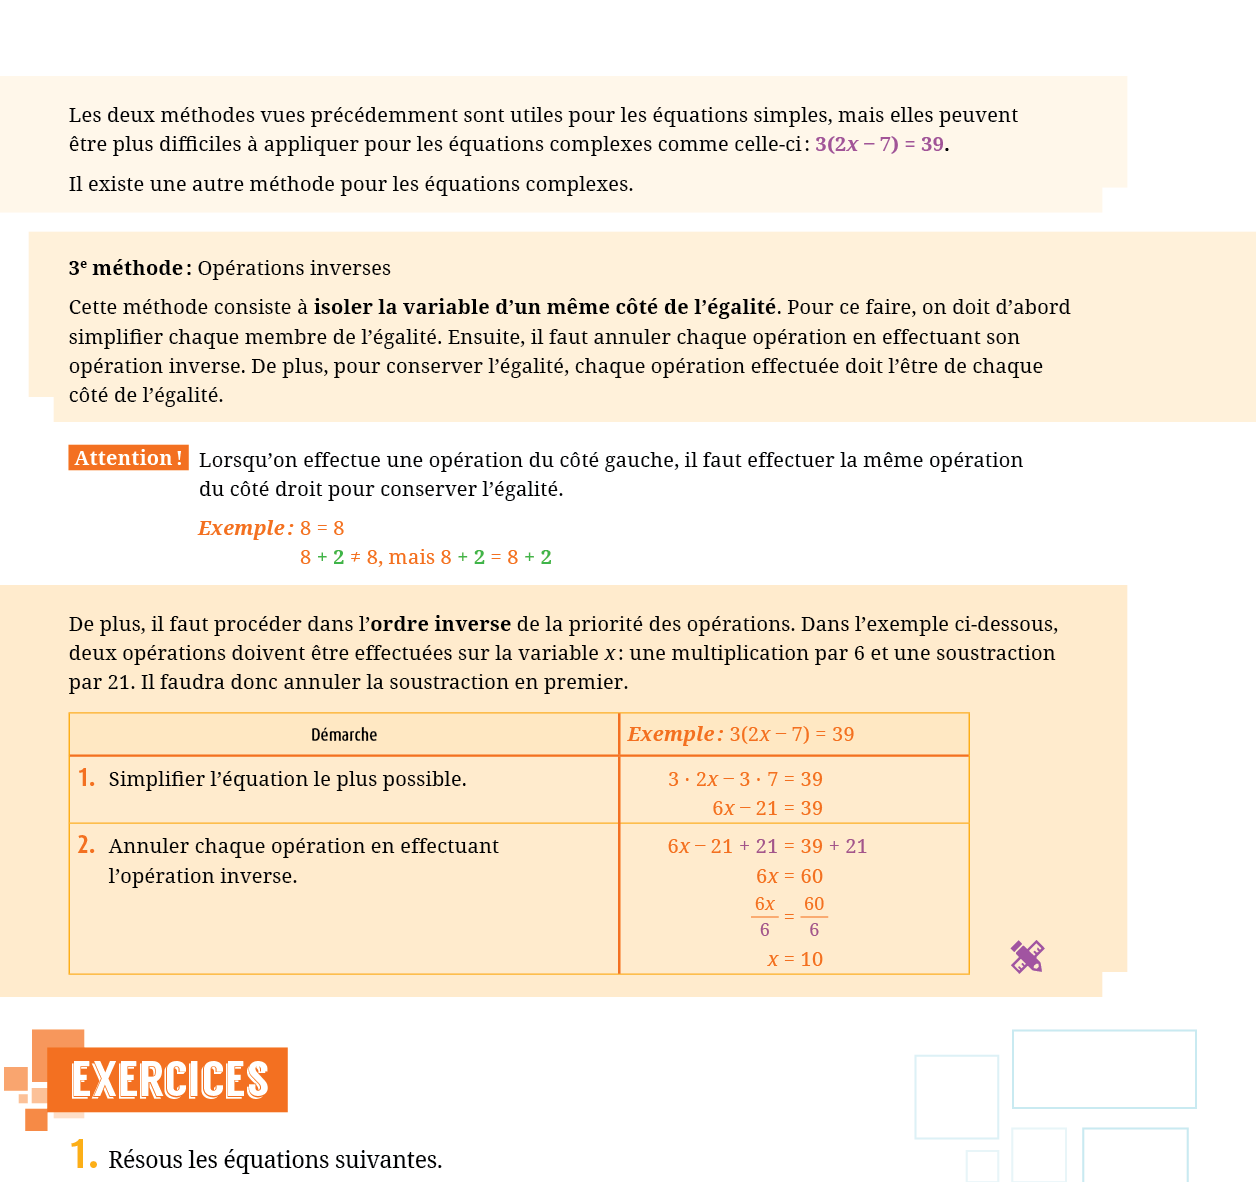 Les deux méthodes vues précédemment sont utiles pour les équations simples, mais elles peuvent
être plus difficiles à appliquer pour les équations complexes comme celle-ci : 3(2x – 7) = 39.
Il existe une autre méthode pour les équations complexes.
3e méthode : Opérations inverses
Cette méthode consiste à isoler la variable d’un même côté de l’égalité. Pour ce faire, on doit d’abord
simplifier chaque membre de l’égalité. Ensuite, il faut annuler chaque opération en effectuant son
opération inverse. De plus, pour conserver l’égalité, chaque opération effectuée doit l’être de chaque
côté de l’égalité.
Attention ! Lorsqu’on effectue une opération du côté gauche, il faut effectuer la même opération
du côté droit pour conserver l’égalité.
Exemple : 8 = 8
8 + 2 ≠ 8, mais 8 + 2 = 8 + 2
De plus, il faut procéder dans l’ordre inverse de la priorité des opérations. Dans l’exemple ci-dessous,
deux opérations doivent être effectuées sur la variable x : une multiplication par 6 et une soustraction
par 21. Il faudra donc annuler la soustraction en premier.
Démarche
Exemple : 3(2x – 7) = 39
1. Simplifier l’équation le plus possible.
3 · 2x – 3 · 7 = 39
6x – 21 = 39
2. Annuler chaque opération en effectuant
l’opération inverse.
6x – 21 + 21 = 39 + 21
6x = 60
6x/6 = 60/6
x = 10
EXERCICES
1. Résous les équations suivantes.